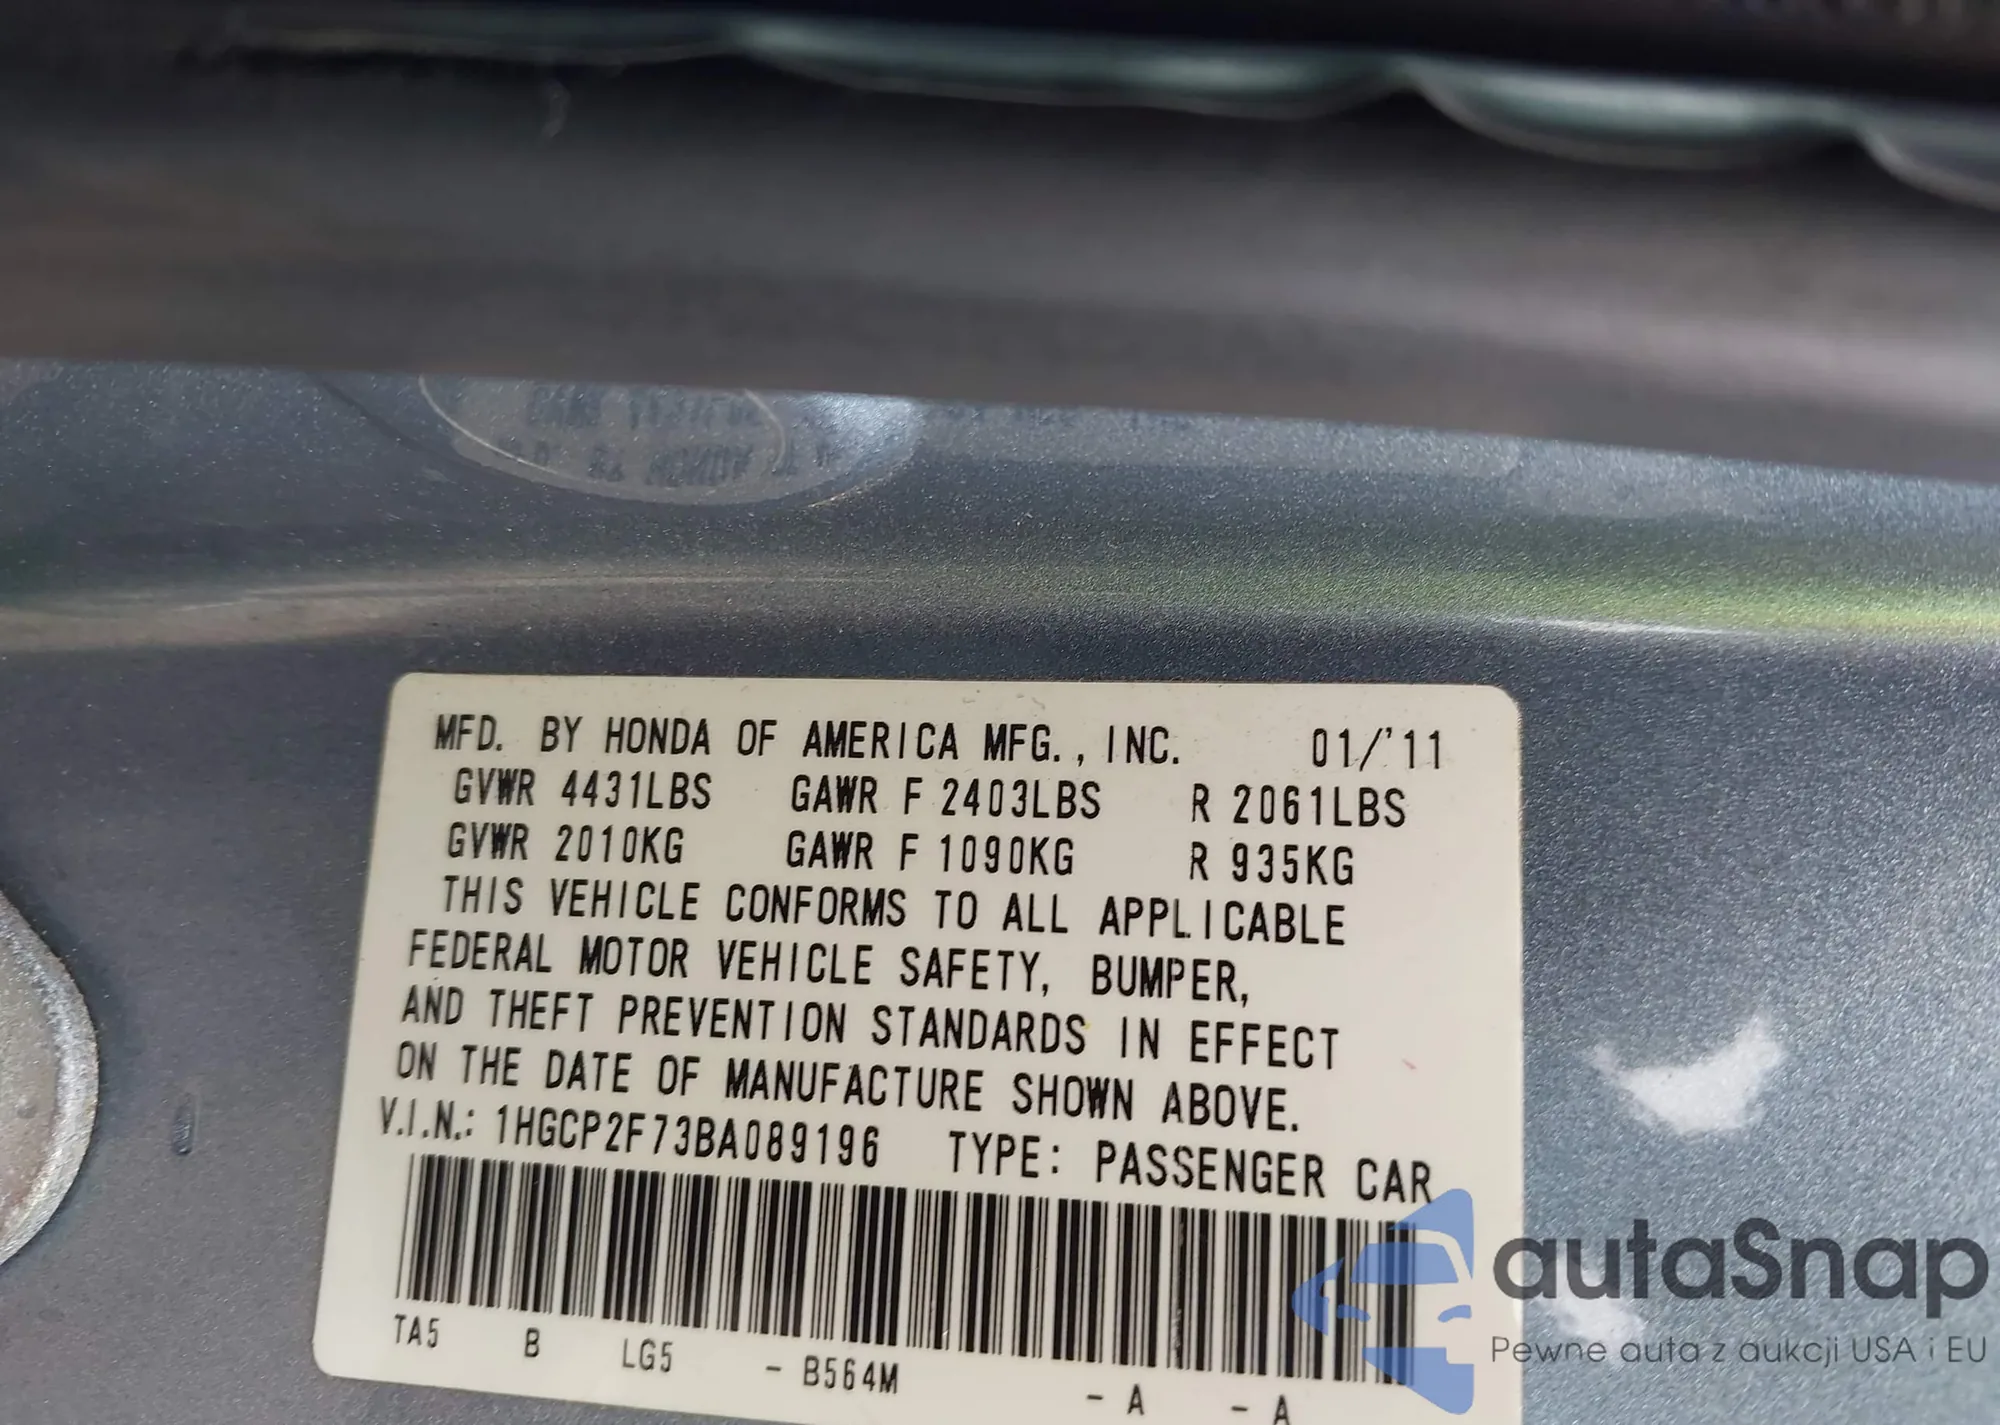 MFD. BY HONDA OF AMERICA MFG., INC. 01/'11
GVWR 4431LBS GAWR F 2403LBS R 2061LBS
GVWR 2010KG GAWR F 1090KG R 935KG
THIS VEHICLE CONFORMS TO ALL APPLICABLE
FEDERAL MOTOR VEHICLE SAFETY, BUMPER,
AND THEFT PREVENTION STANDARDS IN EFFECT
ON THE DATE OF MANUFACTURE SHOWN ABOVE.
V.I.N.: 1HGCP2F73BA089196 TYPE: PASSENGER CAR
TA5 B LG5 - B564M - A - A
autaSnap
Pewne auta z aukcji USA i EU